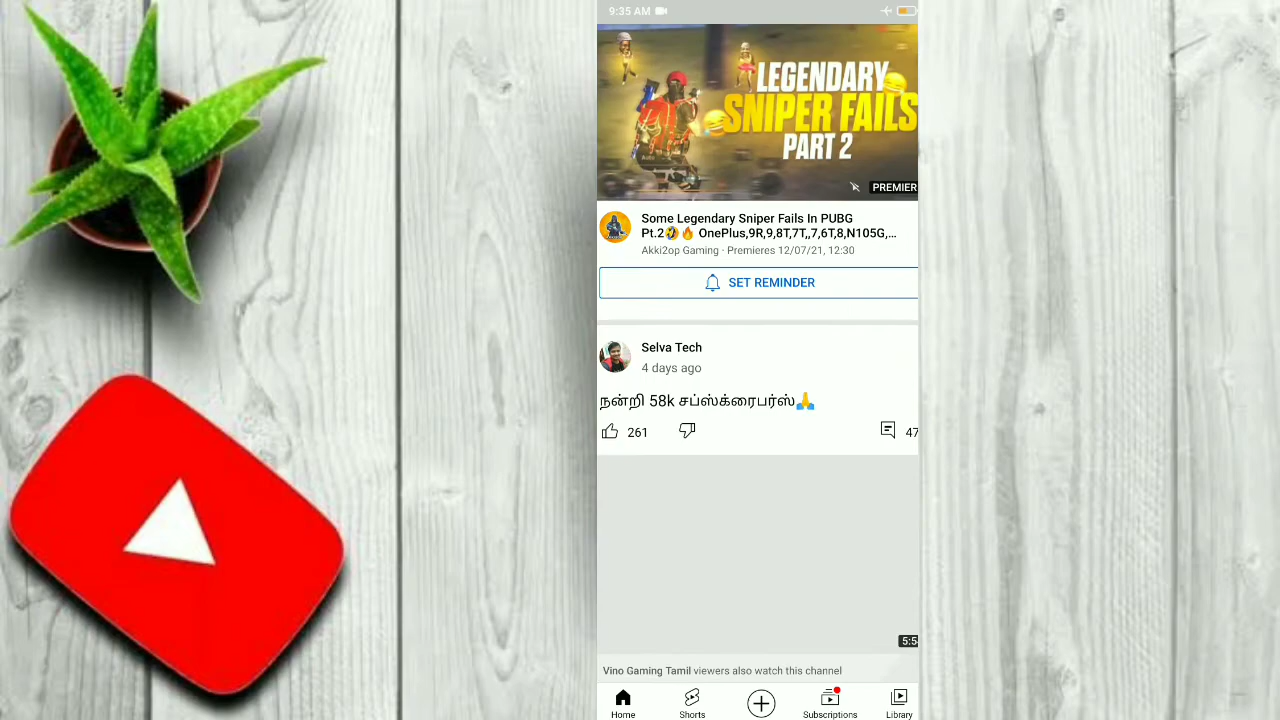 9:35 AM
LEGENDARY
SNIPER FAILS
PART 2
PREMIER
Some Legendary Sniper Fails In PUBG
Pt.2🤣🔥 OnePlus,9R,9,8T,7T,,7,6T,8,N105G,...
Akki2op Gaming · Premieres 12/07/21, 12:30
SET REMINDER
Selva Tech
4 days ago
நன்றி 58k சப்ஸ்க்ரைபர்ஸ்🙏
261
47
5:5
Vino Gaming Tamil viewers also watch this channel
Home
Shorts
Subscriptions
Library